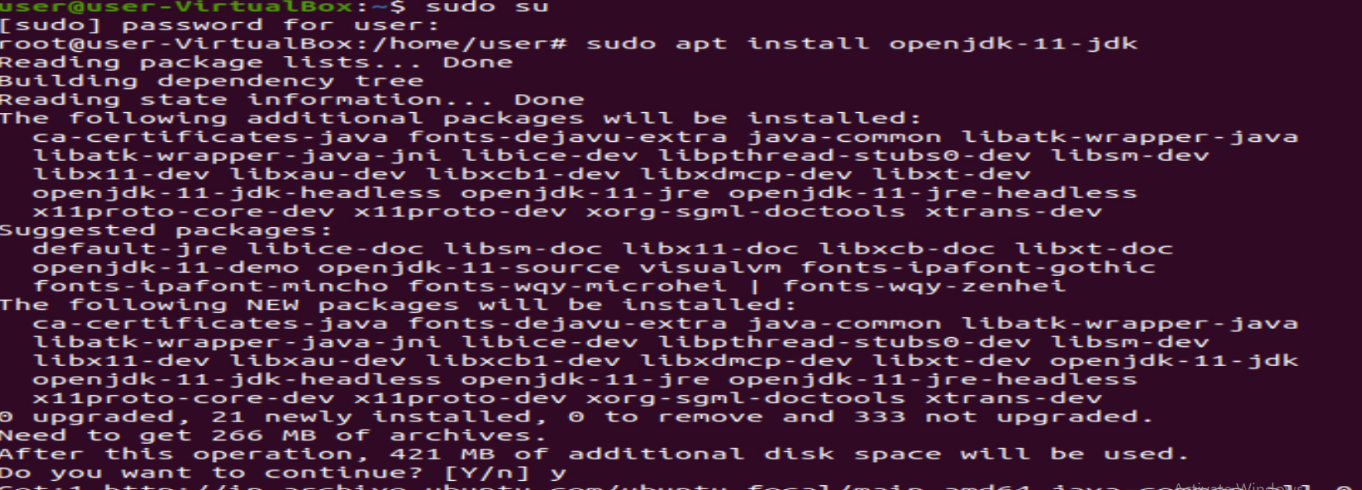 user@user-VirtualBox:~$ sudo su
[sudo] password for user:
root@user-VirtualBox:/home/user# sudo apt install openjdk-11-jdk
Reading package lists... Done
Building dependency tree
Reading state information... Done
The following additional packages will be installed:
  ca-certificates-java fonts-dejavu-extra java-common libatk-wrapper-java
  libatk-wrapper-java-jni libice-dev libpthread-stubs0-dev libsm-dev
  libx11-dev libxau-dev libxcb1-dev libxdmcp-dev libxt-dev
  openjdk-11-jdk-headless openjdk-11-jre openjdk-11-jre-headless
  x11proto-core-dev x11proto-dev xorg-sgml-doctools xtrans-dev
Suggested packages:
  default-jre libice-doc libsm-doc libx11-doc libxcb-doc libxt-doc
  openjdk-11-demo openjdk-11-source visualvm fonts-ipafont-gothic
  fonts-ipafont-mincho fonts-wqy-microhei | fonts-wqy-zenhei
The following NEW packages will be installed:
  ca-certificates-java fonts-dejavu-extra java-common libatk-wrapper-java
  libatk-wrapper-java-jni libice-dev libpthread-stubs0-dev libsm-dev
  libx11-dev libxau-dev libxcb1-dev libxdmcp-dev libxt-dev openjdk-11-jdk
  openjdk-11-jdk-headless openjdk-11-jre openjdk-11-jre-headless
  x11proto-core-dev x11proto-dev xorg-sgml-doctools xtrans-dev
0 upgraded, 21 newly installed, 0 to remove and 333 not upgraded.
Need to get 266 MB of archives.
After this operation, 421 MB of additional disk space will be used.
Do you want to continue? [Y/n] y